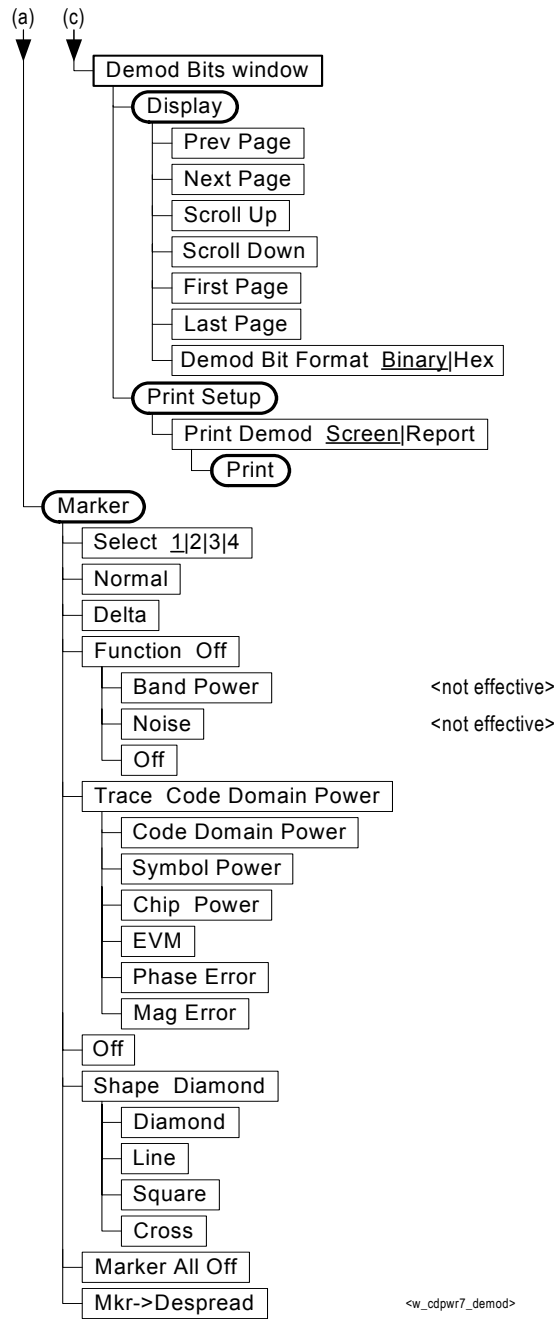 (a) (c)
Demod Bits window
Display
Prev Page
Next Page
Scroll Up
Scroll Down
First Page
Last Page
Demod Bit Format Binary|Hex
Print Setup
Print Demod Screen|Report
Print
Marker
Select 1|2|3|4
Normal
Delta
Function Off
Band Power <not effective>
Noise <not effective>
Off
Trace Code Domain Power
Code Domain Power
Symbol Power
Chip Power
EVM
Phase Error
Mag Error
Off
Shape Diamond
Diamond
Line
Square
Cross
Marker All Off
Mkr->Despread <w_cdpwr7_demod>